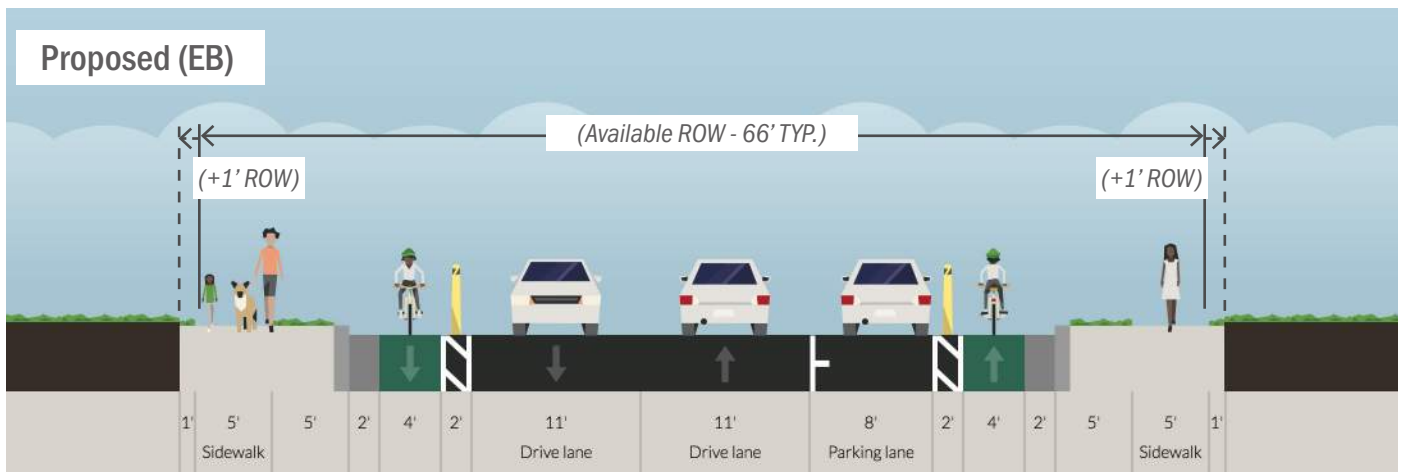 Proposed (EB)
(Available ROW - 66' TYP.)
(+1' ROW) (+1' ROW)
1' 5' 5' 2' 4' 2' 11' 11' 8' 2' 4' 2' 5' 5' 1'
Sidewalk Drive lane Drive lane Parking lane Sidewalk